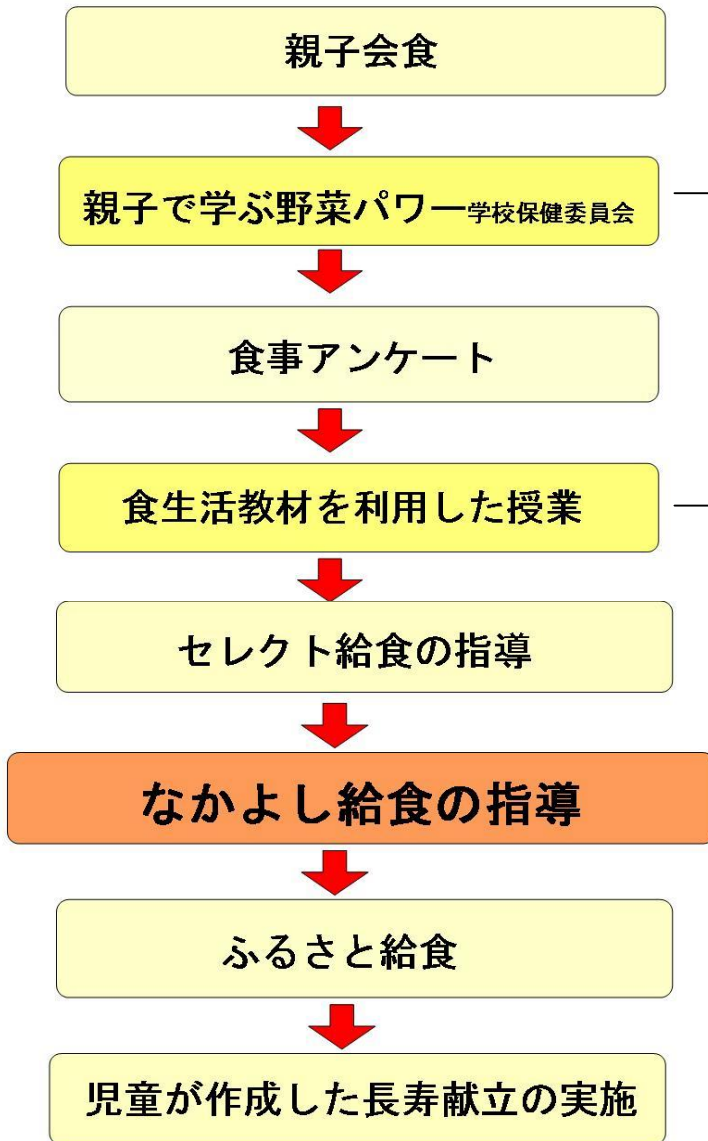 親子会食
親子で学ぶ野菜パワー学校保健委員会
食事アンケート
食生活教材を利用した授業
セレクト給食の指導
なかよし給食の指導
ふるさと給食
児童が作成した長寿献立の実施